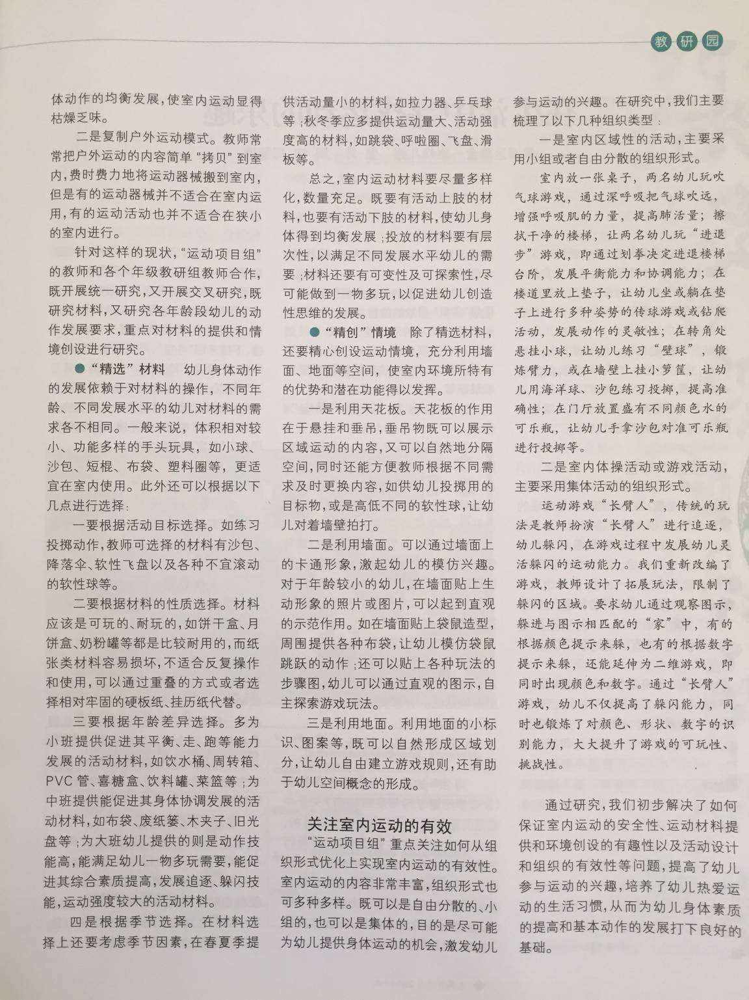 教研园
体动作的均衡发展,使室内运动显得
枯燥乏味。
二是复制户外运动模式。教师常
常把户外运动的内容简单“拷贝”到室
内,费时费力地将运动器械搬到室内,
但是有的运动器械并不适合在室内运
用,有的运动活动也并不适合在狭小
的室内进行。
针对这样的现状,“运动项目组”
的教师和各个年级教研组教师合作,
既开展统一研究,又开展交叉研究,既
研究材料,又研究各年龄段幼儿的动
作发展要求,重点对材料的提供和情
境创设进行研究。
●“精选”材料 幼儿身体动作
的发展依赖于对材料的操作，不同年
龄、不同发展水平的幼儿对材料的需
求各不相同。一般来说，体积相对较
小、功能多样的手头玩具，如小球、
沙包、短棍、布袋、塑料圈等，更适
宜在室内使用。此外还可以根据以下
几点进行选择:
一要根据活动目标选择。如练习
投掷动作,教师可选择的材料有沙包、
降落伞、软性飞盘以及各种不宜滚动
的软性球等。
二要根据材料的性质选择。材料
应该是可玩的、耐玩的,如饼干盒、月
饼盒、奶粉罐等都是比较耐用的,而纸
张类材料容易损坏,不适合反复操作
和使用,可以通过重叠的方式或者选
择相对牢固的硬板纸、挂历纸代替。
三要根据年龄差异选择。多为
小班提供促进其平衡、走、跑等能力
发展的活动材料,如饮水桶、周转箱、
PVC 管、喜糖盒、饮料罐、菜篮等;为
中班提供能促进其身体协调发展的活
动材料,如布袋、废纸篓、木夹子、旧光
盘等;为大班幼儿提供的则是动作技
能高,能满足幼儿一物多玩需要,能促
进其综合素质提高,发展追逐、躲闪技
能,运动强度较大的活动材料。
四是根据季节选择。在材料选
择上还要考虑季节因素,在春夏季提
供活动量小的材料,如拉力器、乒乓球
等;秋冬季应多提供运动量大、活动强
度高的材料,如跳袋、呼啦圈、飞盘、滑
板等。
总之,室内运动材料要尽量多样
化,数量充足。既要有活动上肢的材
料,也要有活动下肢的材料,使幼儿身
体得到均衡发展;投放的材料要有层
次性,以满足不同发展水平幼儿的需
要;材料还要有可变性及可探索性,尽
可能做到一物多玩,以促进幼儿创造
性思维的发展。
●“精创”情境 除了精选材料,
还要精心创设运动情境，充分利用墙
面、地面等空间，使室内环境所特有
的优势和潜在功能得以发挥。
一是利用天花板。天花板的作用
在于悬挂和垂吊,垂吊物既可以展示
区域运动的内容,又可以自然地分隔
空间,同时还能方便教师根据不同需
求及时更换内容,如供幼儿投掷用的
目标物,或是高低不同的软性球,让幼
儿对着墙壁拍打。
二是利用墙面。可以通过墙面上
的卡通形象,激起幼儿的模仿兴趣。
对于年龄较小的幼儿,在墙面贴上生
动形象的照片或图片,可以起到直观
的示范作用。如在墙面贴上袋鼠造型,
周围提供各种布袋,让幼儿模仿袋鼠
跳跃的动作;还可以贴上各种玩法的
步骤图,幼儿可以通过直观的图示,自
主探索游戏玩法。
三是利用地面。利用地面的小标
识、图案等,既可以自然形成区域划
分,让幼儿自由建立游戏规则,还有助
于幼儿空间概念的形成。
关注室内运动的有效
“运动项目组”重点关注如何从组
织形式优化上实现室内运动的有效性。
室内运动的内容非常丰富,组织形式也
可多种多样。既可以是自由分散的、小
组的,也可以是集体的,目的是尽可能
为幼儿提供身体运动的机会,激发幼儿
参与运动的兴趣。在研究中,我们主要
梳理了以下几种组织类型:
一是室内区域性的活动,主要采
用小组或者自由分散的组织形式。
室内放一张桌子，两名幼儿玩吹
气球游戏，通过深呼吸把气球吹远，
增强呼吸肌的力量，提高肺活量；擦
拭干净的楼梯，让两名幼儿玩“进退
步”游戏，即通过划拳决定进退楼梯
台阶，发展平衡能力和协调能力；在
楼道里放上垫子，让幼儿坐或躺在垫
子上进行多种姿势的传球游戏或钻爬
活动，发展动作的灵敏性；在转角处
悬挂小球，让幼儿练习“壁球”，锻
炼臂力，或在墙壁上挂小箩筐，让幼
儿用海洋球、沙包练习投掷，提高准
确性；在门厅放置盛有不同颜色水的
可乐瓶，让幼儿手拿沙包对准可乐瓶
进行投掷等。
二是室内体操活动或游戏活动,
主要采用集体活动的组织形式。
运动游戏“长臂人”，传统的玩
法是教师扮演“长臂人”进行追逐，
幼儿躲闪，在游戏过程中发展幼儿灵
活躲闪的运动能力。我们重新改编了
游戏，教师设计了拓展玩法，限制了
躲闪的区域。要求幼儿通过观察图示，
躲进与图示相匹配的“家”中，有的
根据颜色提示来躲，也有的根据数字
提示来躲，还能延伸为二维游戏，即
同时出现颜色和数字。通过“长臂人”
游戏，幼儿不仅提高了躲闪能力，同
时也锻炼了对颜色、形状、数字的识
别能力，大大提升了游戏的可玩性、
挑战性。
通过研究,我们初步解决了如何
保证室内运动的安全性、运动材料提
供和环境创设的有趣性以及活动设计
和组织的有效性等问题,提高了幼儿
参与运动的兴趣,培养了幼儿热爱运
动的生活习惯,从而为幼儿身体素质
的提高和基本动作的发展打下良好的
基础。